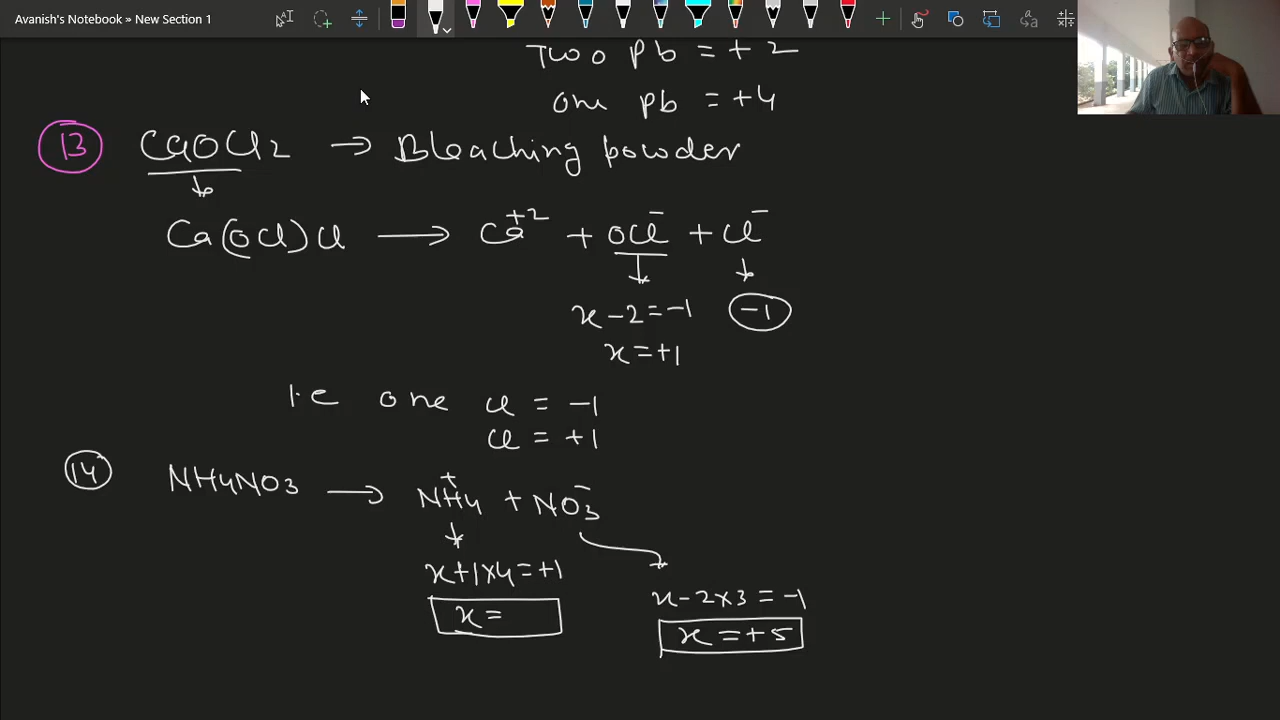 Avanish's Notebook » New Section 1
Two Pb = +2
one Pb = +4
13 CaOCl2 → Bleaching powder
↓
Ca(OCl)Cl → Ca+2 + OCl- + Cl-
↓ ↓
x-2=-1 -1
x=+1
I.e one Cl = -1
Cl = +1
14 NH4NO3 → NH4+ + NO3-
↓
x+1x4=+1
x-2x3=-1
x=
x=+5